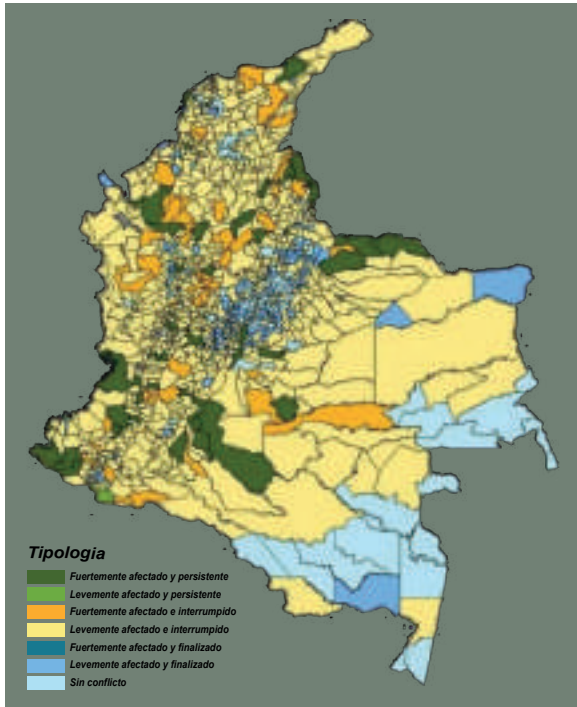 Tipologia
Fuertemente afectado y persistente
Levemente afectado y persistente
Fuertemente afectado e interrumpido
Levemente afectado e interrumpido
Fuertemente afectado y finalizado
Levemente afectado y finalizado
Sin conflicto